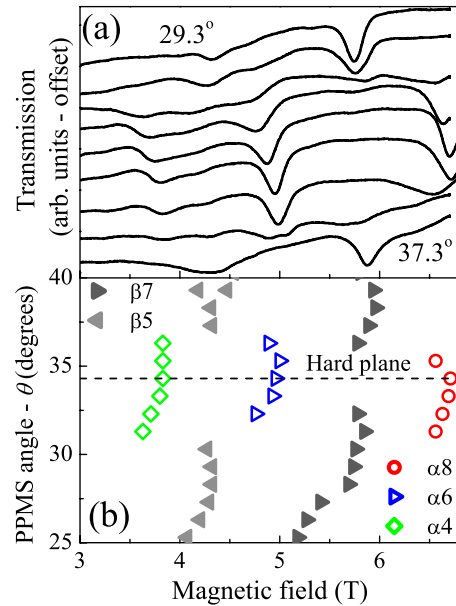 (a)
29.3°
37.3°
Transmission
(arb. units - offset)
40
35
30
25
β7
β5
Hard plane
α8
α6
α4
(b)
PPMS angle - θ (degrees)
3 4 5 6
Magnetic field (T)